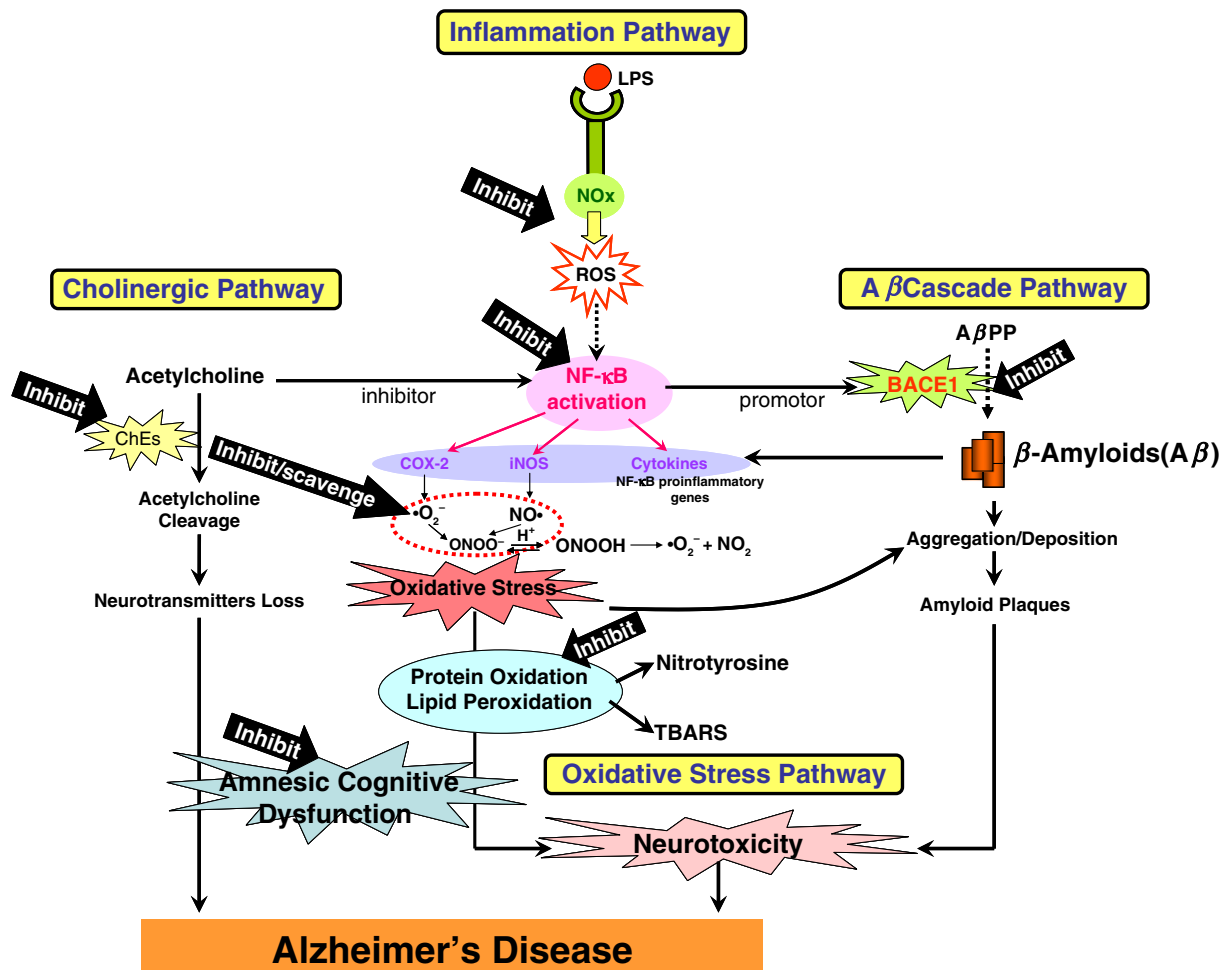 Inflammation Pathway
LPS
Inhibit
NOx
ROS
Cholinergic Pathway
A βCascade Pathway
AβPP
Inhibit
Inhibit
Acetylcholine
inhibitor
NF-κB
activation
promotor
BACE1
Inhibit
ChEs
Inhibit/scavenge
COX-2
iNOS
Cytokines
NF-κB proinflammatory
genes
β-Amyloids(Aβ)
Acetylcholine
Cleavage
•O₂⁻
NO•
ONOO⁻
H⁺
ONOOH
•O₂⁻ + NO₂
Aggregation/Deposition
Oxidative Stress
Neurotransmitters Loss
Amyloid Plaques
Inhibit
Protein Oxidation
Lipid Peroxidation
Nitrotyrosine
TBARS
Inhibit
Amnesic Cognitive
Dysfunction
Oxidative Stress Pathway
Neurotoxicity
Alzheimer's Disease